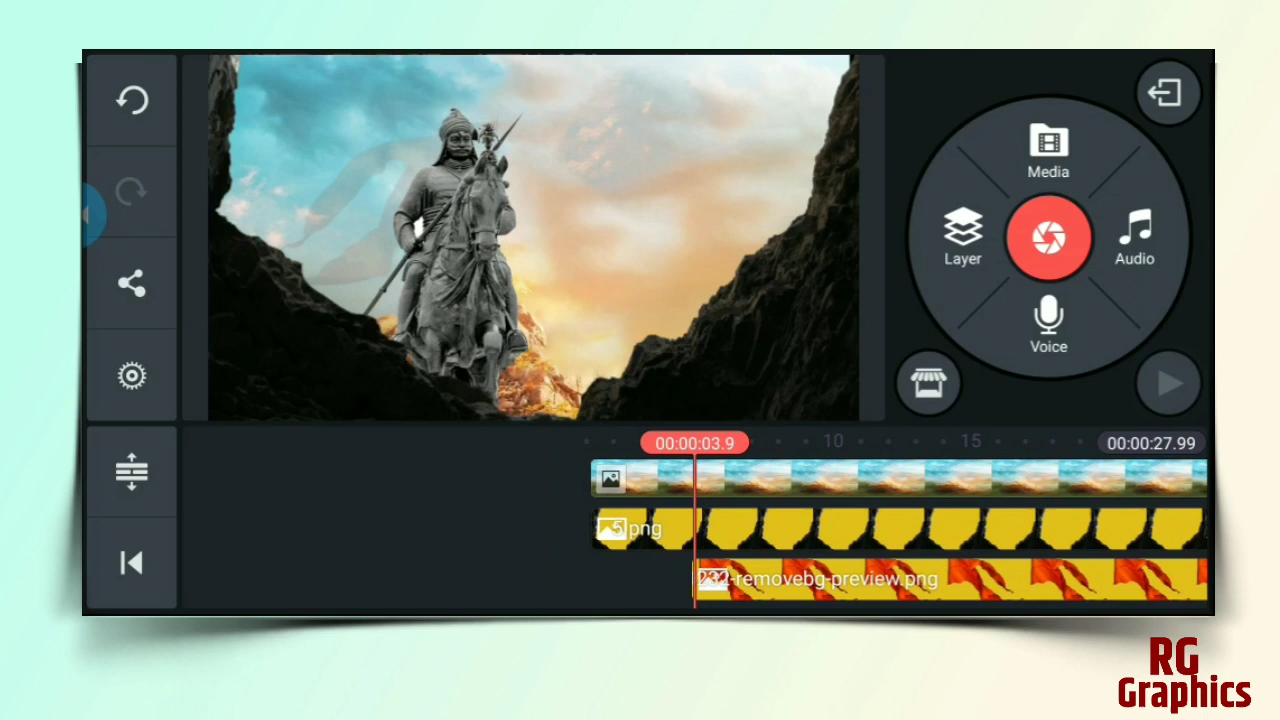 Media
Layer
Audio
Voice
00:00:03.9
10
15
00:00:27.99
5.png
232-removebg-preview.png
RG
Graphics